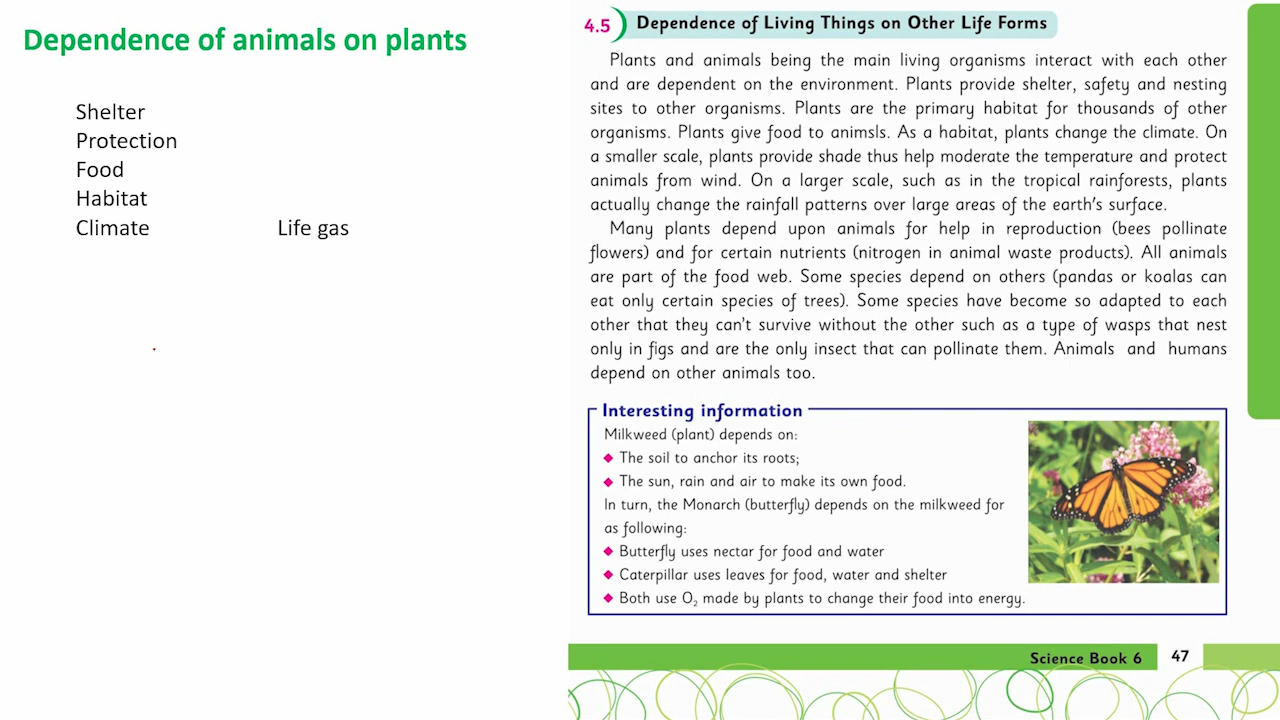 Dependence of animals on plants
Shelter
Protection
Food
Habitat
Climate Life gas
4.5 Dependence of Living Things on Other Life Forms
Plants and animals being the main living organisms interact with each other
and are dependent on the environment. Plants provide shelter, safety and nesting
sites to other organisms. Plants are the primary habitat for thousands of other
organisms. Plants give food to animsls. As a habitat, plants change the climate. On
a smaller scale, plants provide shade thus help moderate the temperature and protect
animals from wind. On a larger scale, such as in the tropical rainforests, plants
actually change the rainfall patterns over large areas of the earth's surface.
Many plants depend upon animals for help in reproduction (bees pollinate
flowers) and for certain nutrients (nitrogen in animal waste products). All animals
are part of the food web. Some species depend on others (pandas or koalas can
eat only certain species of trees). Some species have become so adapted to each
other that they can't survive without the other such as a type of wasps that nest
only in figs and are the only insect that can pollinate them. Animals and humans
depend on other animals too.
Interesting information
Milkweed (plant) depends on:
◆ The soil to anchor its roots;
◆ The sun, rain and air to make its own food.
In turn, the Monarch (butterfly) depends on the milkweed for
as following:
◆ Butterfly uses nectar for food and water
◆ Caterpillar uses leaves for food, water and shelter
◆ Both use O₂ made by plants to change their food into energy.
Science Book 6 47